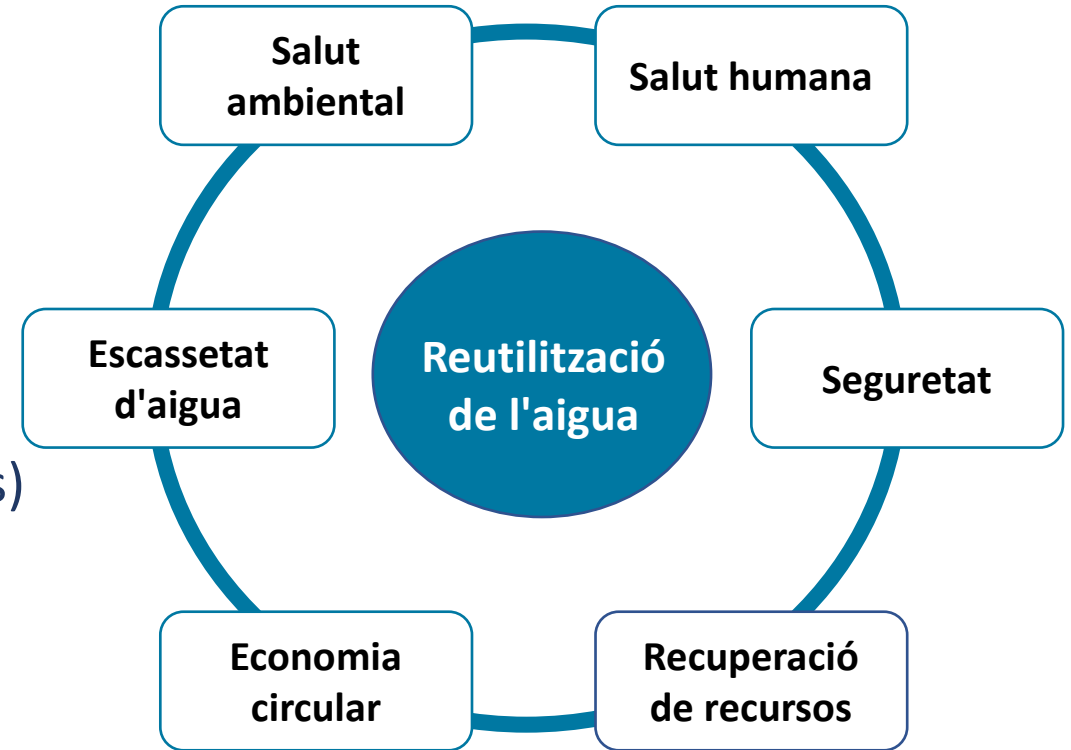 Salut
ambiental
Salut humana
Escassetat
d'aigua
Reutilització
de l'aigua
Seguretat
s)
Economia
circular
Recuperació
de recursos